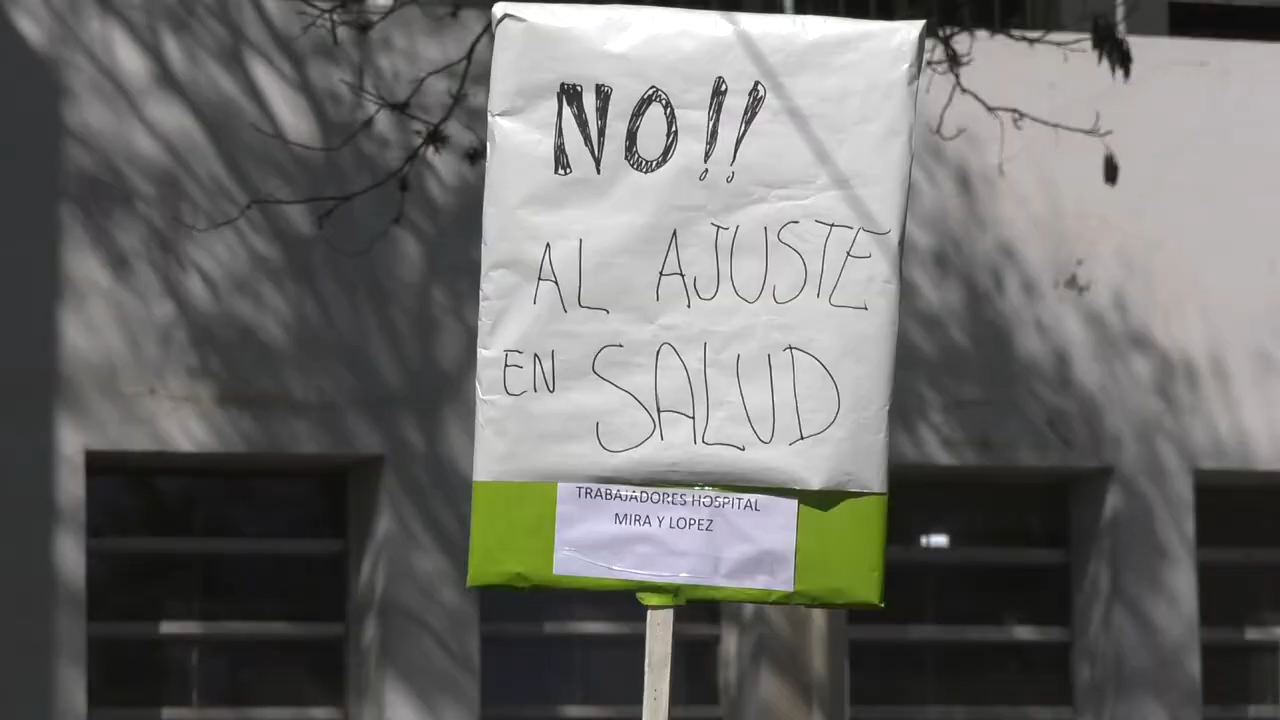 NO!!
AL AJUSTE
EN SALUD
TRABAJADORES HOSPITAL
MIRA Y LOPEZ